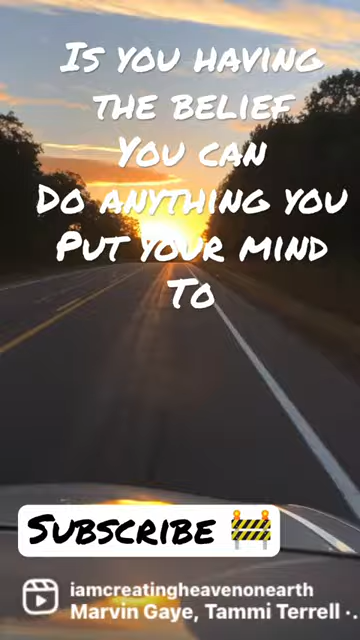 Is you having
the belief
You can
Do anything you
Put your mind
To
Subscribe 🚧
iamcreatingheavenonearth
Marvin Gaye, Tammi Terrell ·.